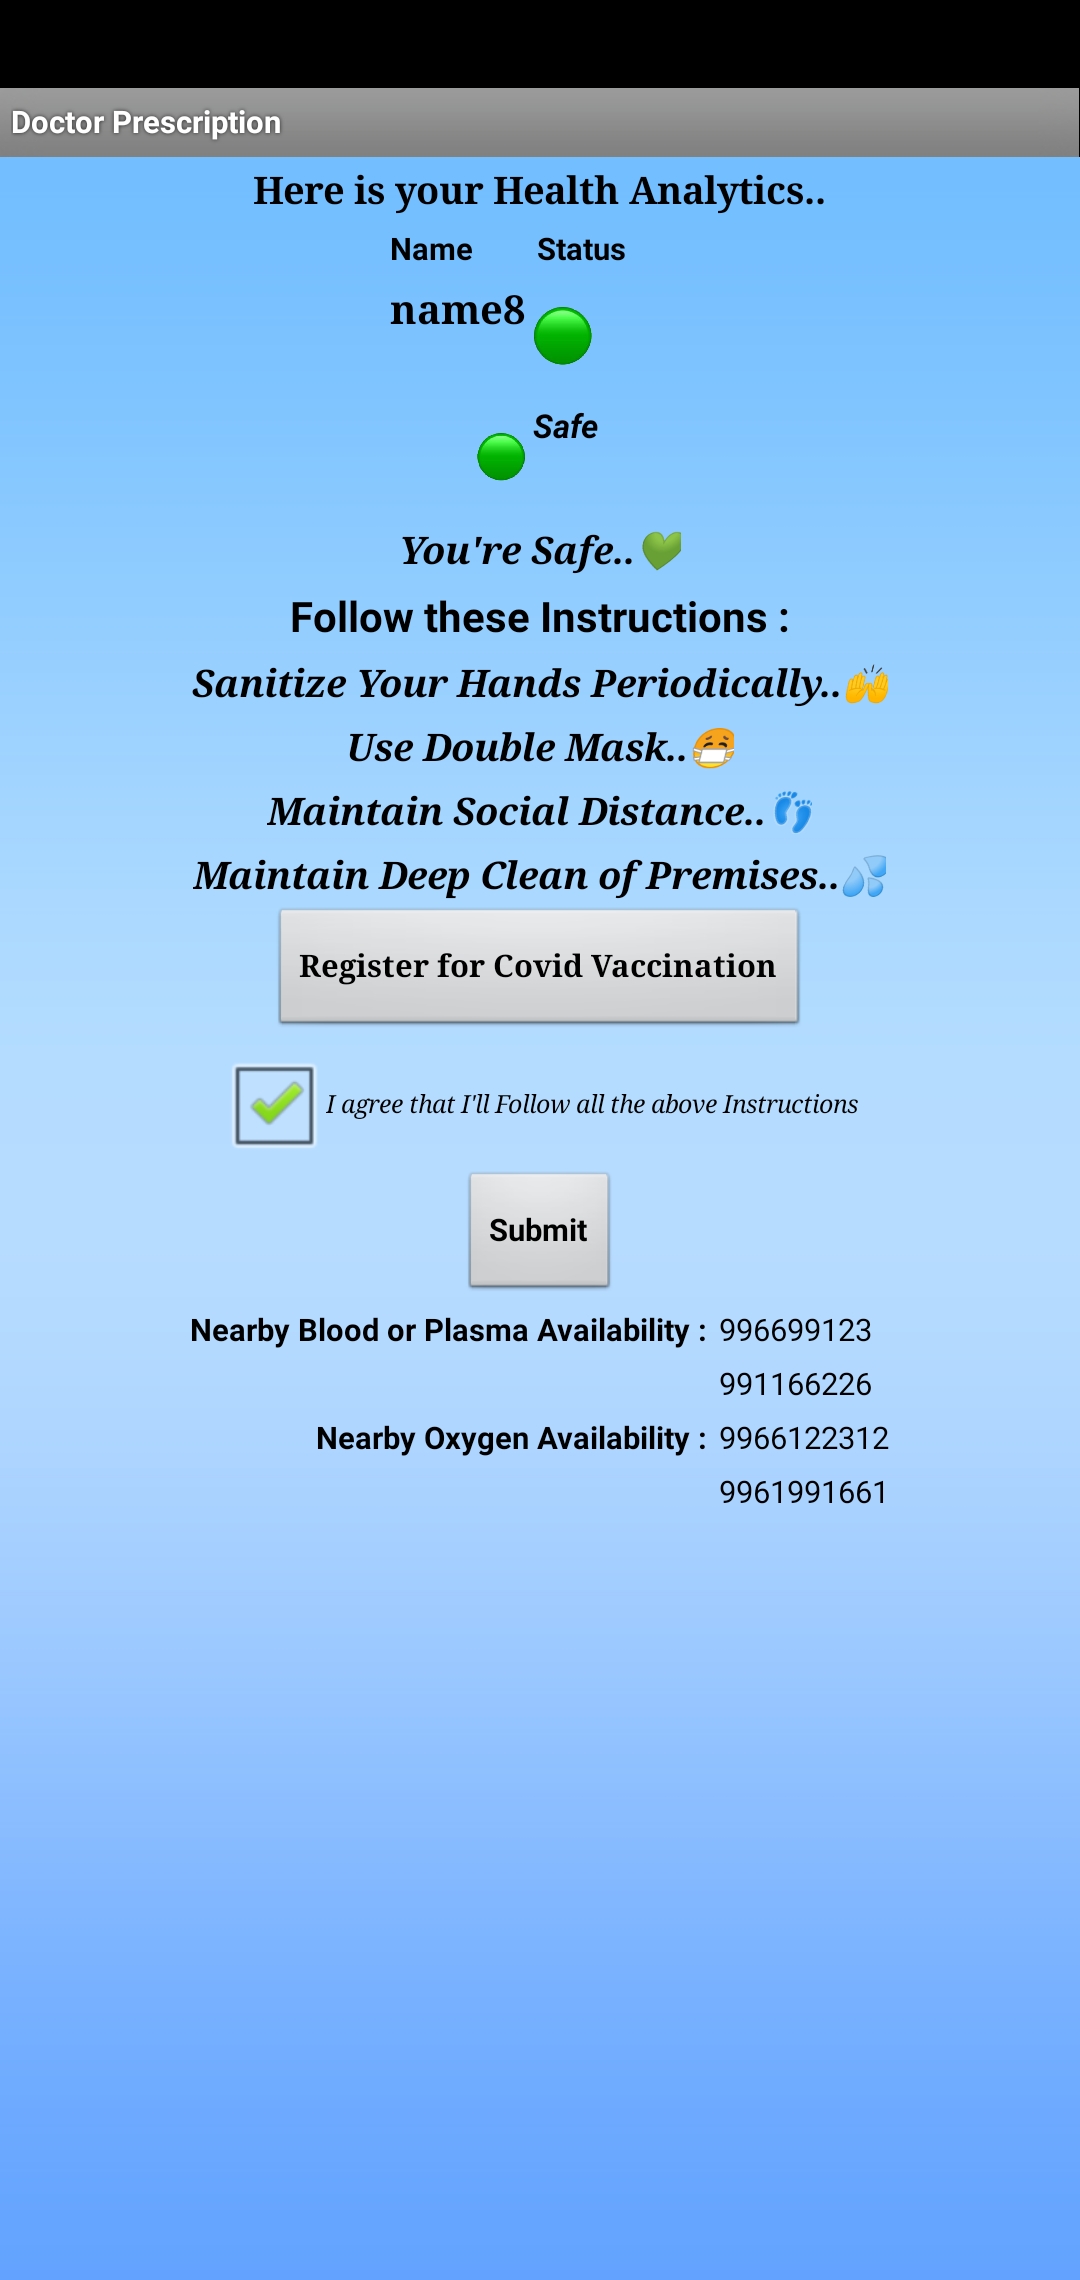 Doctor Prescription
Here is your Health Analytics..
Name Status
name8
Safe
You're Safe..💚
Follow these Instructions :
Sanitize Your Hands Periodically..🙌
Use Double Mask..😷
Maintain Social Distance..👣
Maintain Deep Clean of Premises..💦
Register for Covid Vaccination
I agree that I'll Follow all the above Instructions
Submit
Nearby Blood or Plasma Availability : 996699123
991166226
Nearby Oxygen Availability : 9966122312
9961991661